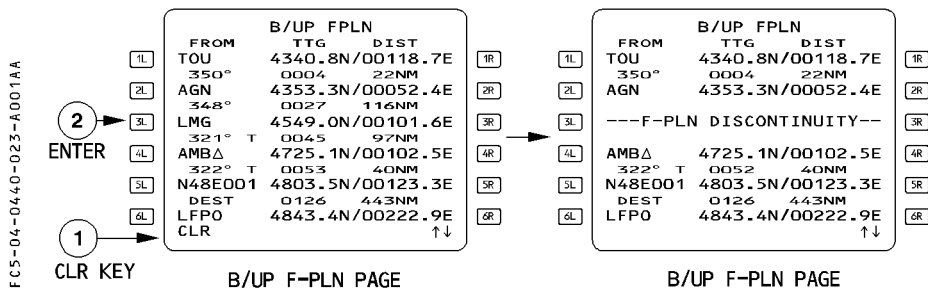 B/UP FPLN
FROM TTG DIST
1L TOU 4340.8N/00118.7E 1R
350° 0004 22NM
2L AGN 4353.3N/00052.4E 2R
348° 0027 116NM
2 3L LMG 4549.0N/00101.6E 3R
ENTER
321° T 0045 97NM
4L AMB∆ 4725.1N/00102.5E 4R
322° T 0053 40NM
5L N48E001 4803.5N/00123.3E 5R
DEST 0126 443NM
6L LFPO 4843.4N/00222.9E 6R
1 CLR ↑↓
CLR KEY
B/UP F-PLN PAGE
B/UP FPLN
FROM TTG DIST
1L TOU 4340.8N/00118.7E 1R
350° 0004 22NM
2L AGN 4353.3N/00052.4E 2R
3L ---F-PLN DISCONTINUITY-- 3R
4L AMB∆ 4725.1N/00102.5E 4R
322° T 0052 40NM
5L N48E001 4803.5N/00123.3E 5R
DEST 0126 443NM
6L LFPO 4843.4N/00222.9E 6R
↑↓
B/UP F-PLN PAGE
FC5-04-0440-023-A001AA